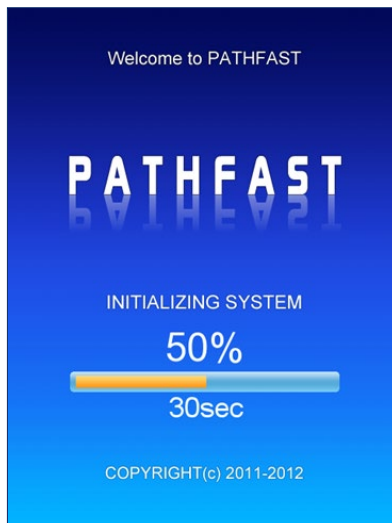 Welcome to PATHFAST
PATHFAST
INITIALIZING SYSTEM
50%
30sec
COPYRIGHT(c) 2011-2012